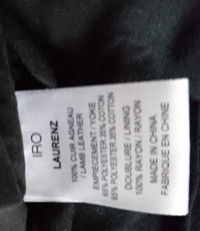 IRO
LAURENZ
100% CUIR AGNEAU
/ LAMB LEATHER
EMPIECEMENT / YOKE
65% POLYESTER 35% COTTON
65% POLYESTER 35% COTTON
DOUBLURE / LINING
100% RAYON / RAYON
MADE IN CHINA
FABRIQUE EN CHINE